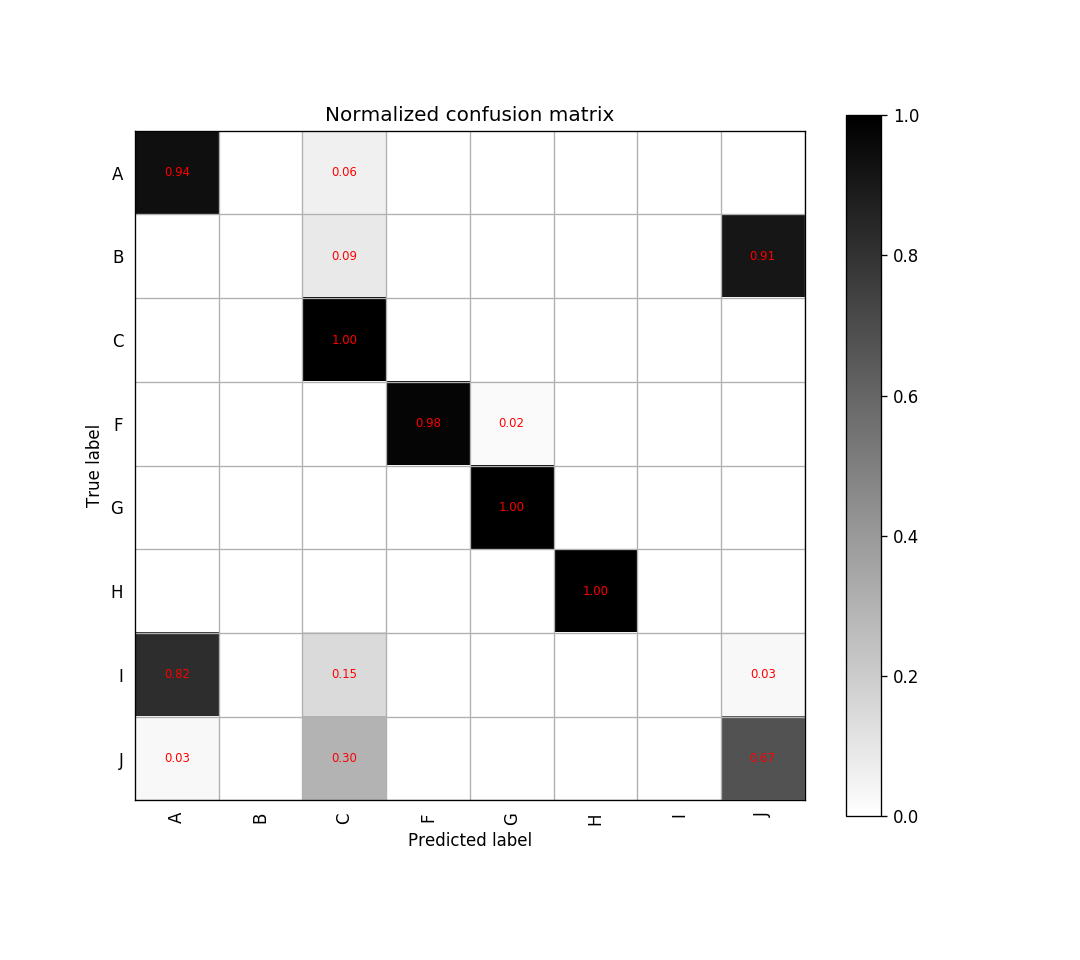 Normalized confusion matrix
1.0
A 0.94 0.06
B 0.09 0.91
0.8
C 1.00
0.6
F 0.98 0.02
True label
G 1.00
0.4
H 1.00
I 0.82 0.15 0.03
0.2
J 0.03 0.30 0.67
0.0
A B C F G H I J
Predicted label